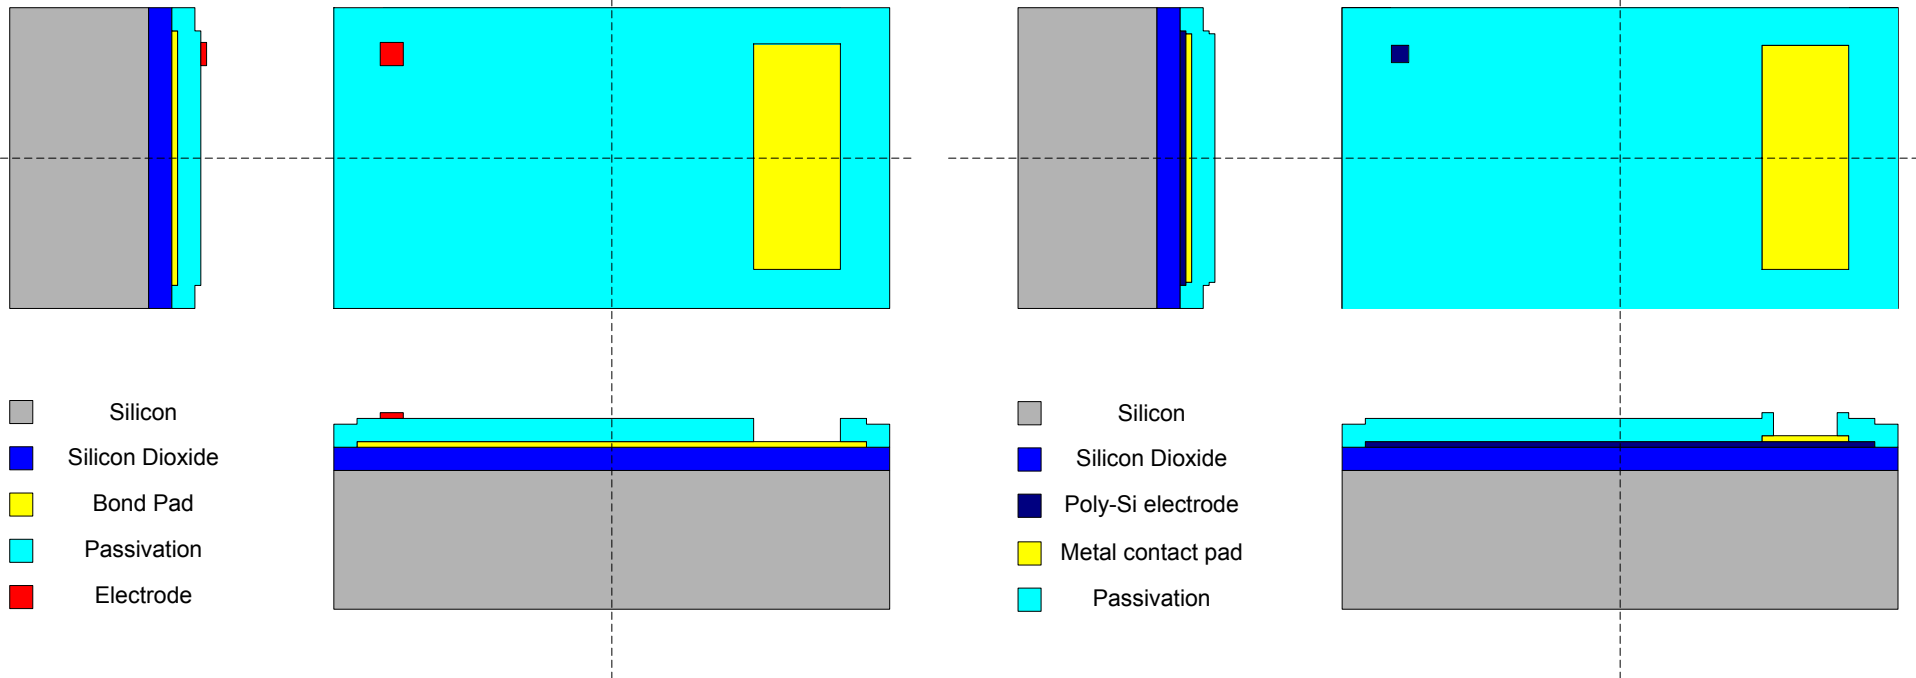 Silicon
Silicon Dioxide
Bond Pad
Passivation
Electrode
Silicon
Silicon Dioxide
Poly-Si electrode
Metal contact pad
Passivation